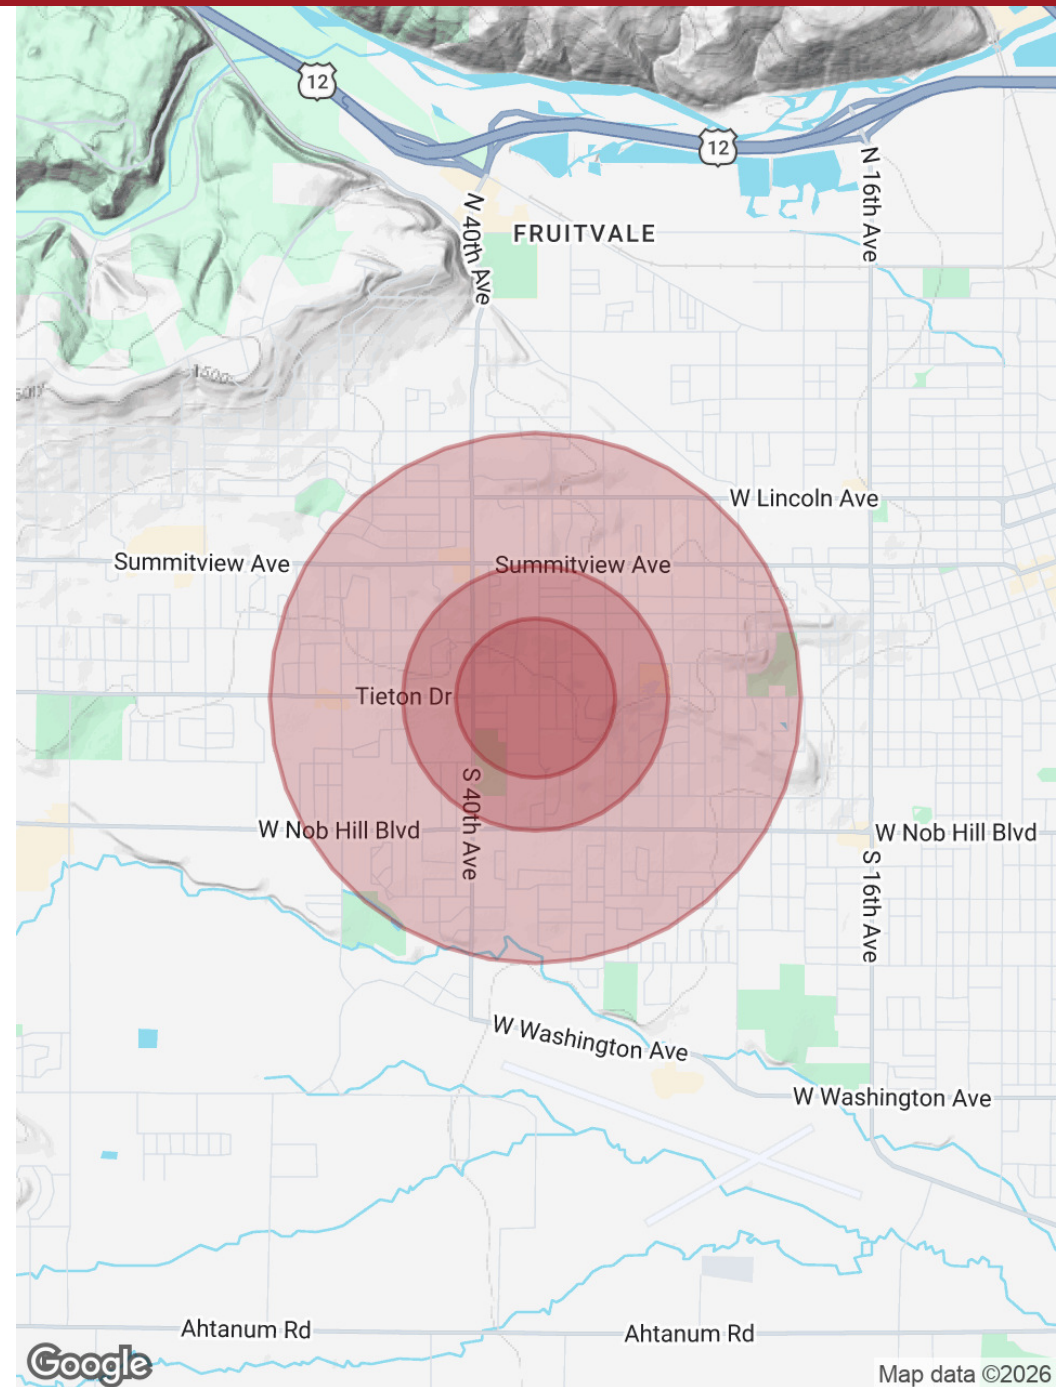 12
12
N 40th Ave
N 16th Ave
FRUITVALE
1500
W Lincoln Ave
Summitview Ave
Summitview Ave
Tieton Dr
S 40th Ave
W Nob Hill Blvd
W Nob Hill Blvd
S 16th Ave
W Washington Ave
W Washington Ave
Ahtanum Rd
Ahtanum Rd
Google
Map data ©2026